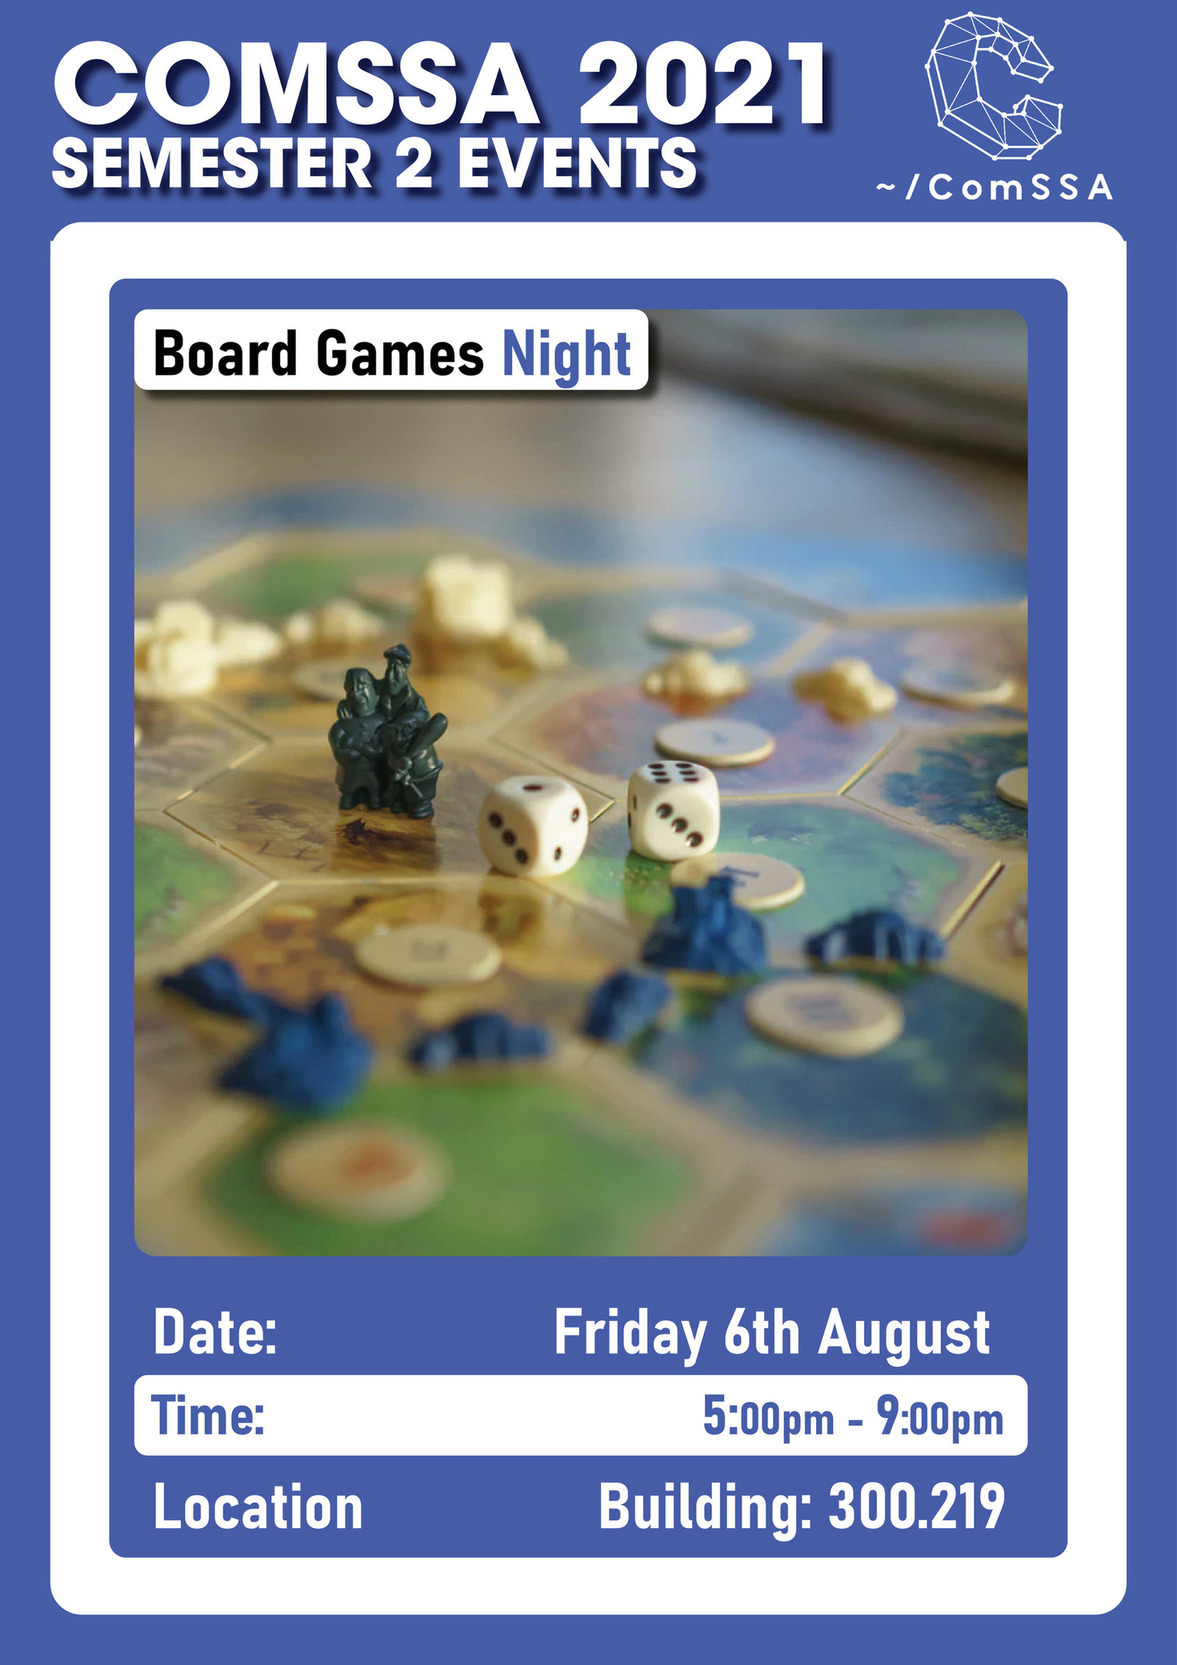 COMSSA 2021
SEMESTER 2 EVENTS
~/ComSSA
Board Games Night
Date: Friday 6th August
Time: 5:00pm - 9:00pm
Location Building: 300.219